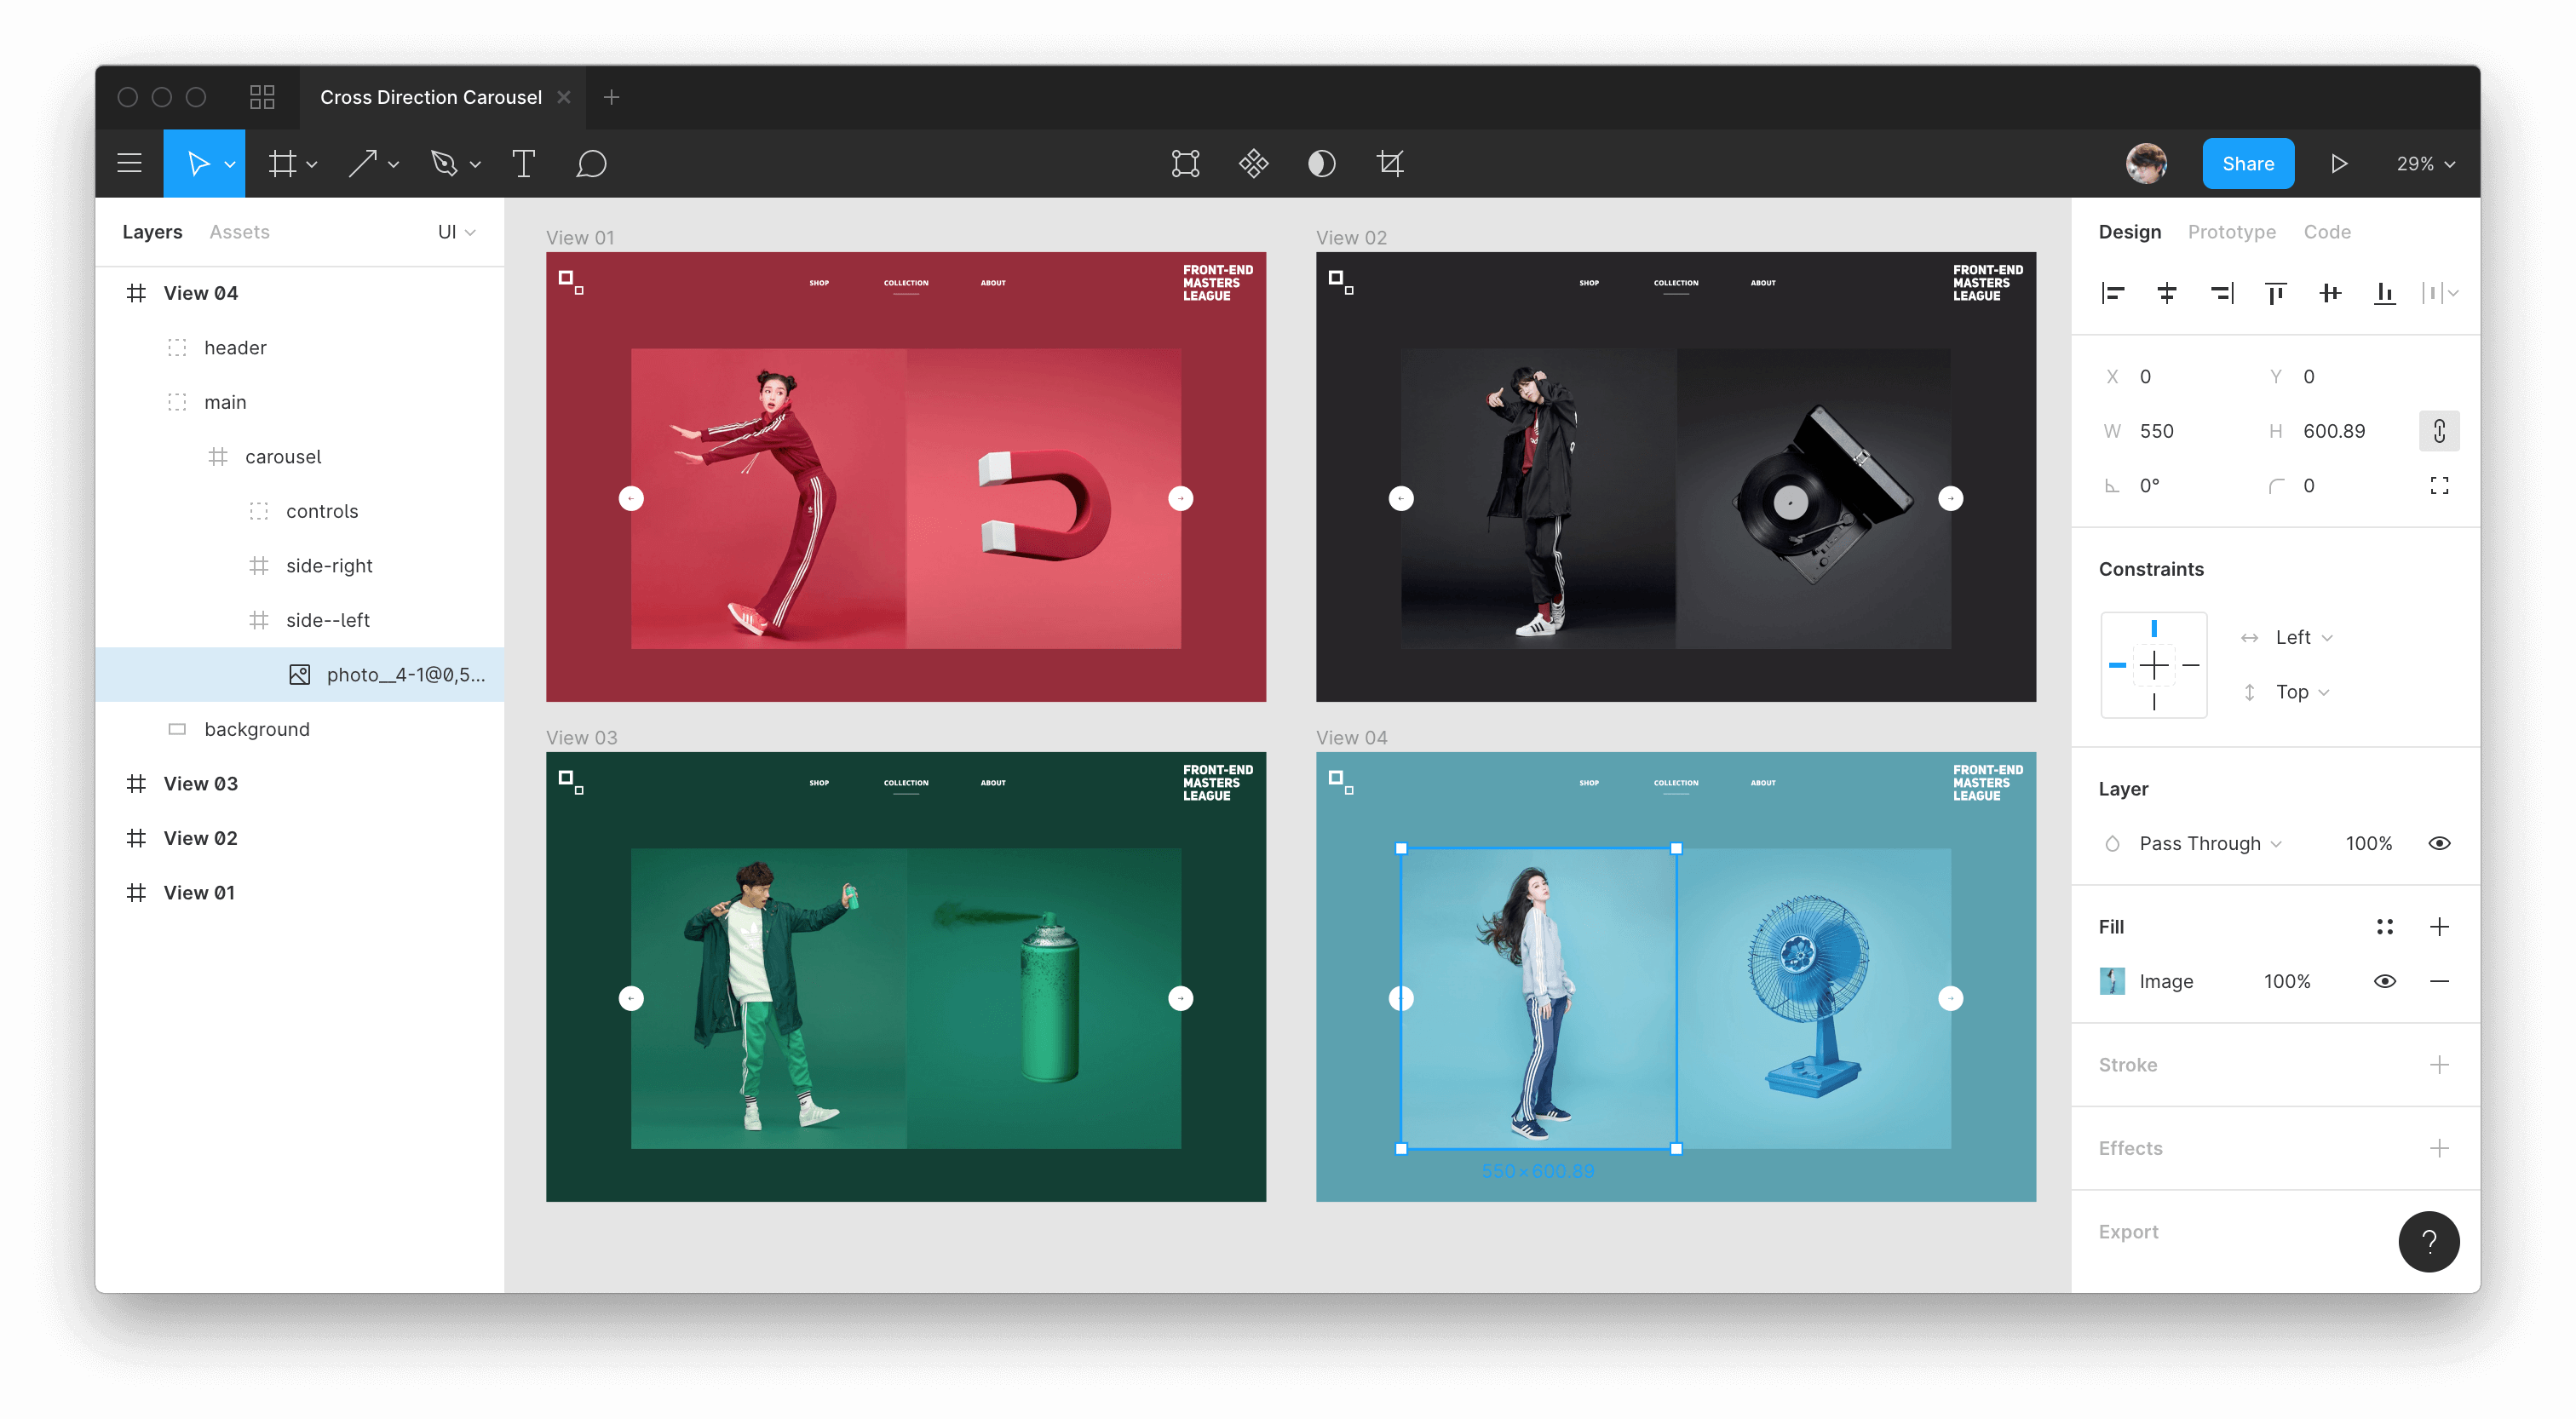 Cross Direction Carousel
Share
29%
Layers
Assets
UI
View 04
header
main
carousel
controls
side-right
side--left
photo__4-1@0,5...
background
View 03
View 02
View 01
View 01
SHOP
COLLECTION
ABOUT
FRONT-END
MASTERS
LEAGUE
View 02
SHOP
COLLECTION
ABOUT
FRONT-END
MASTERS
LEAGUE
View 03
SHOP
COLLECTION
ABOUT
FRONT-END
MASTERS
LEAGUE
View 04
SHOP
COLLECTION
ABOUT
FRONT-END
MASTERS
LEAGUE
550×600.89
Design
Prototype
Code
X 0
Y 0
W 550
H 600.89
0°
0
Constraints
Left
Top
Layer
Pass Through
100%
Fill
Image
100%
Stroke
Effects
Export
?